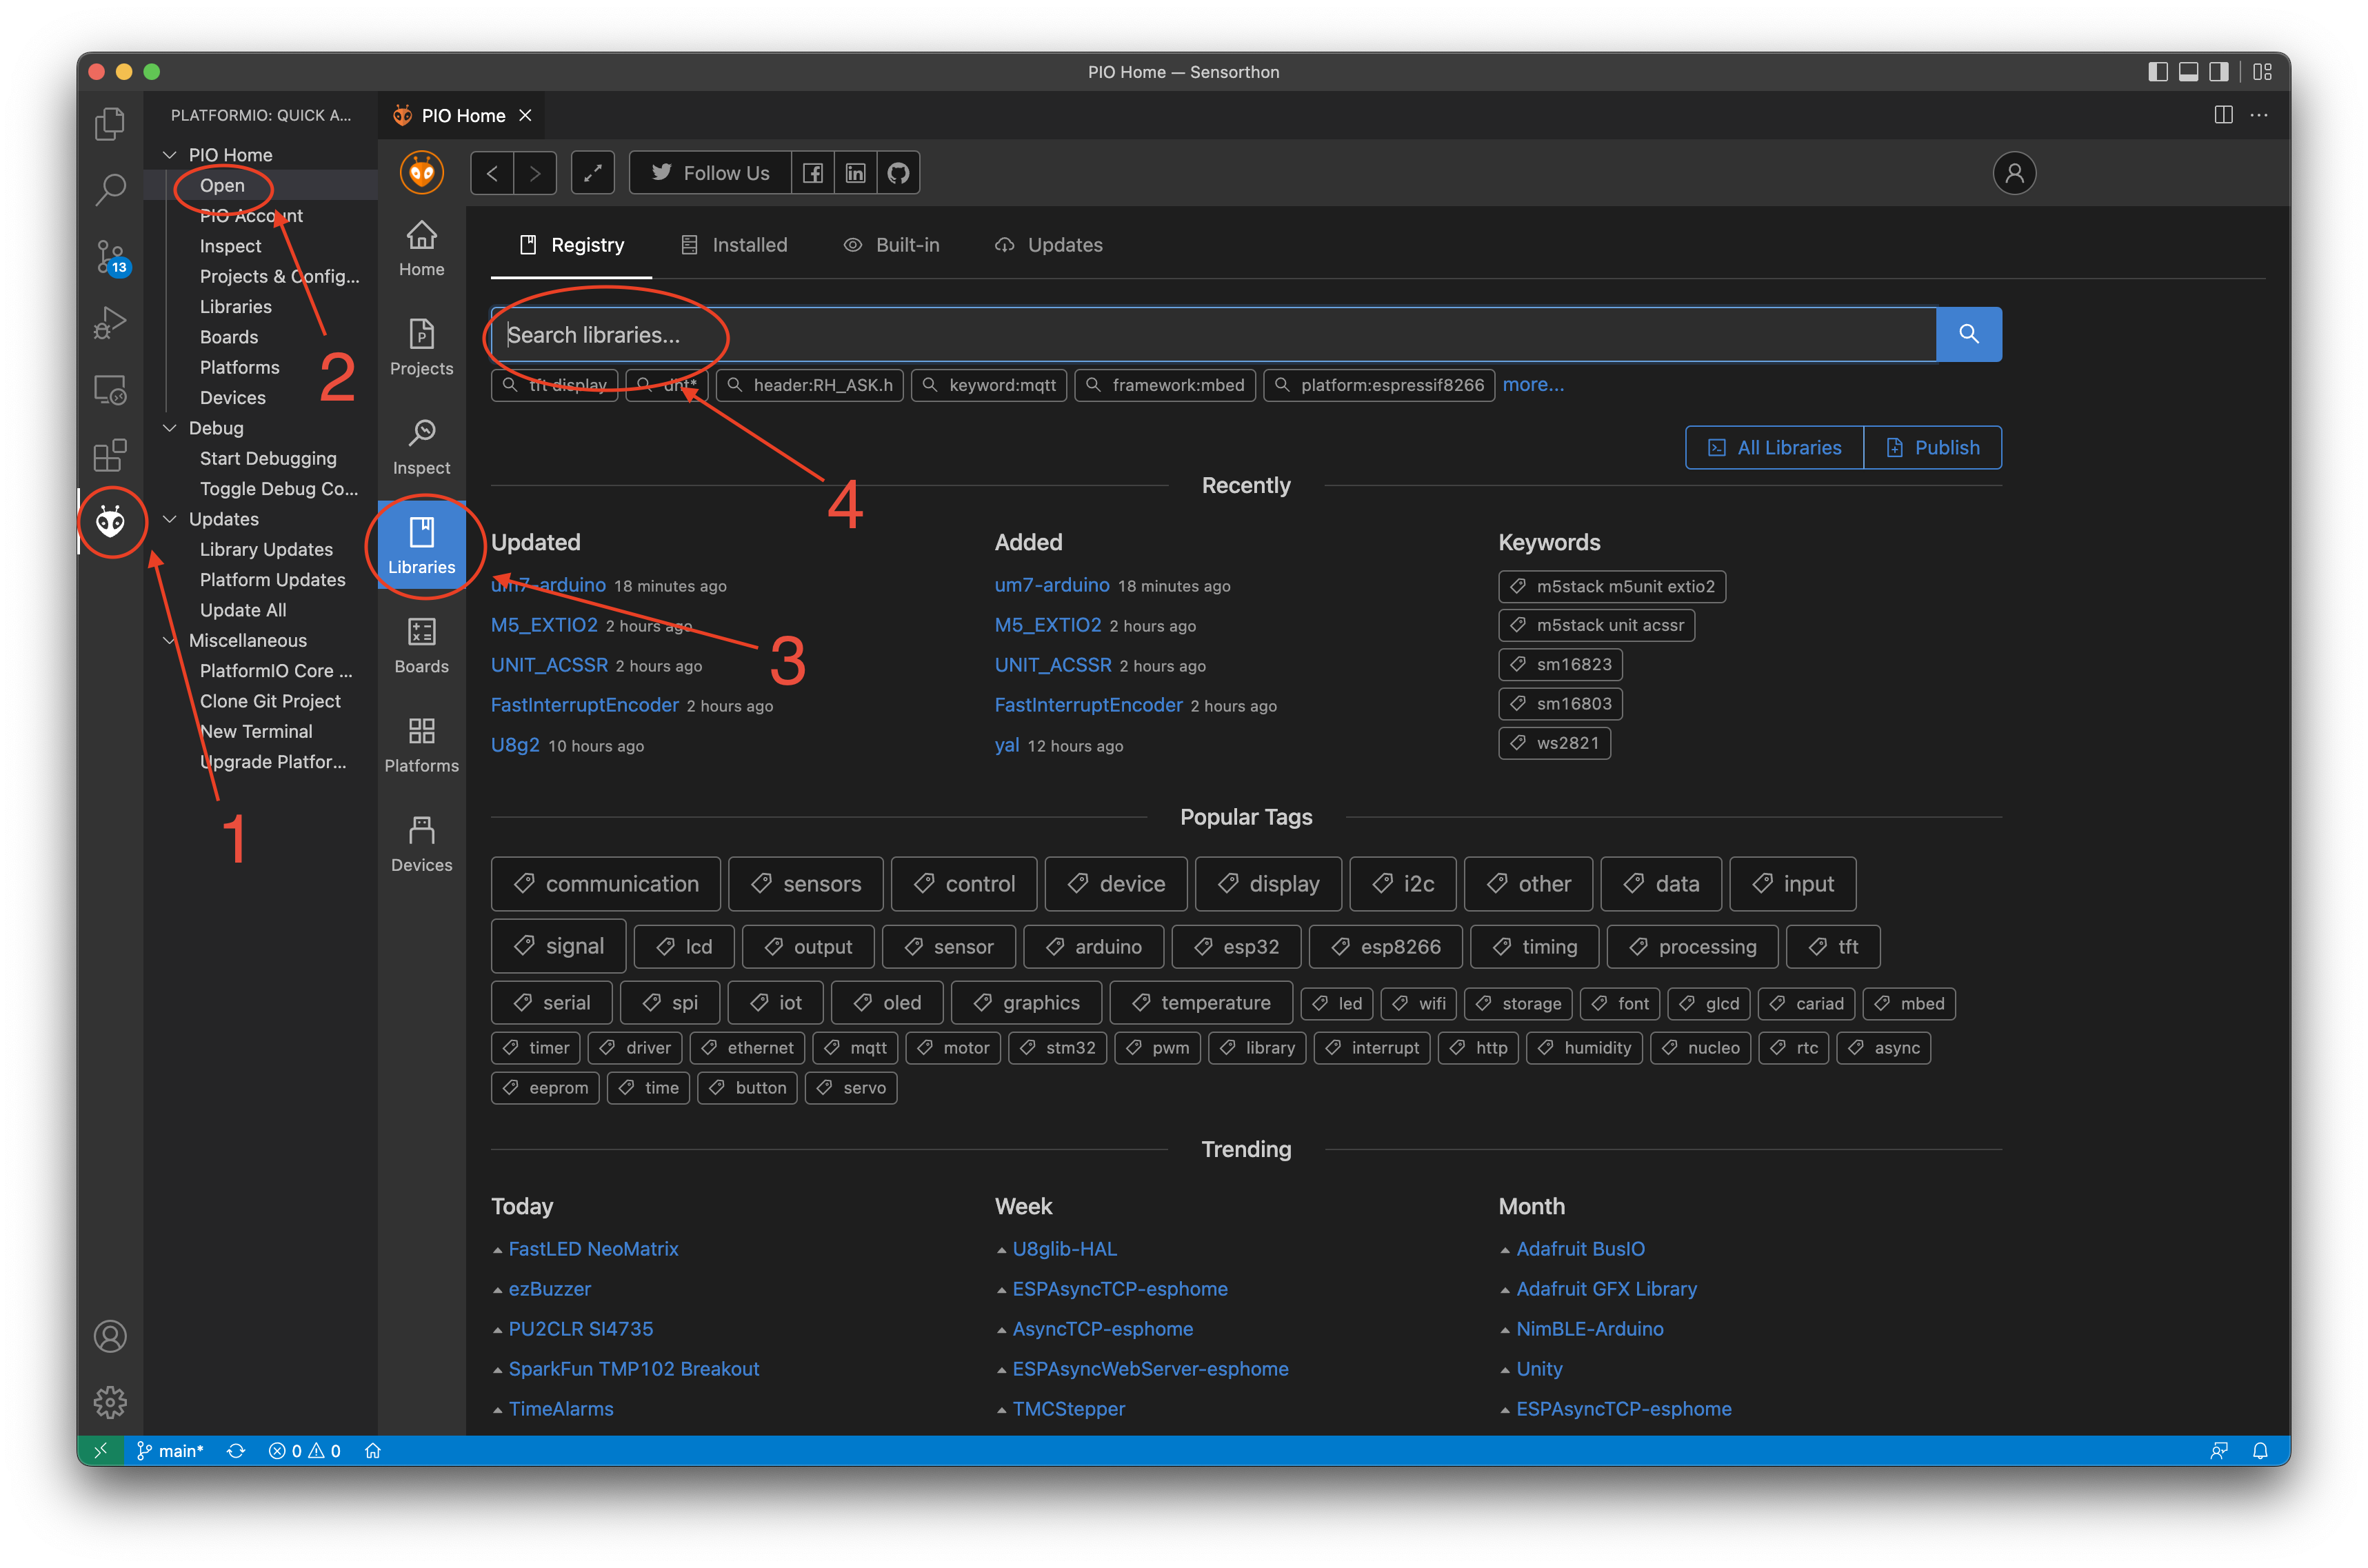 PIO Home — Sensorthon
PLATFORMIO: QUICK A...
PIO Home
Open
PIO Account
Inspect
Projects & Config...
Libraries
Boards
Platforms
Devices
Debug
Start Debugging
Toggle Debug Co...
Updates
Library Updates
Platform Updates
Update All
Miscellaneous
PlatformIO Core ...
Clone Git Project
New Terminal
Upgrade Platfor...
13
1
2
3
4
PIO Home
Follow Us
Home
Projects
Inspect
Libraries
Boards
Platforms
Devices
Registry Installed Built-in Updates
Search libraries...
tft display dht* header:RH_ASK.h keyword:mqtt framework:mbed platform:espressif8266 more...
All Libraries Publish
Recently
Updated
um7-arduino 18 minutes ago
M5_EXTIO2 2 hours ago
UNIT_ACSSR 2 hours ago
FastInterruptEncoder 2 hours ago
U8g2 10 hours ago
Added
um7-arduino 18 minutes ago
M5_EXTIO2 2 hours ago
UNIT_ACSSR 2 hours ago
FastInterruptEncoder 2 hours ago
yal 12 hours ago
Keywords
m5stack m5unit extio2
m5stack unit acssr
sm16823
sm16803
ws2821
Popular Tags
communication sensors control device display i2c other data input
signal lcd output sensor arduino esp32 esp8266 timing processing tft
serial spi iot oled graphics temperature led wifi storage font glcd cariad mbed
timer driver ethernet mqtt motor stm32 pwm library interrupt http humidity nucleo rtc async
eeprom time button servo
Trending
Today
FastLED NeoMatrix
ezBuzzer
PU2CLR SI4735
SparkFun TMP102 Breakout
TimeAlarms
Week
U8glib-HAL
ESPAsyncTCP-esphome
AsyncTCP-esphome
ESPAsyncWebServer-esphome
TMCStepper
Month
Adafruit BusIO
Adafruit GFX Library
NimBLE-Arduino
Unity
ESPAsyncTCP-esphome
main* 0 0